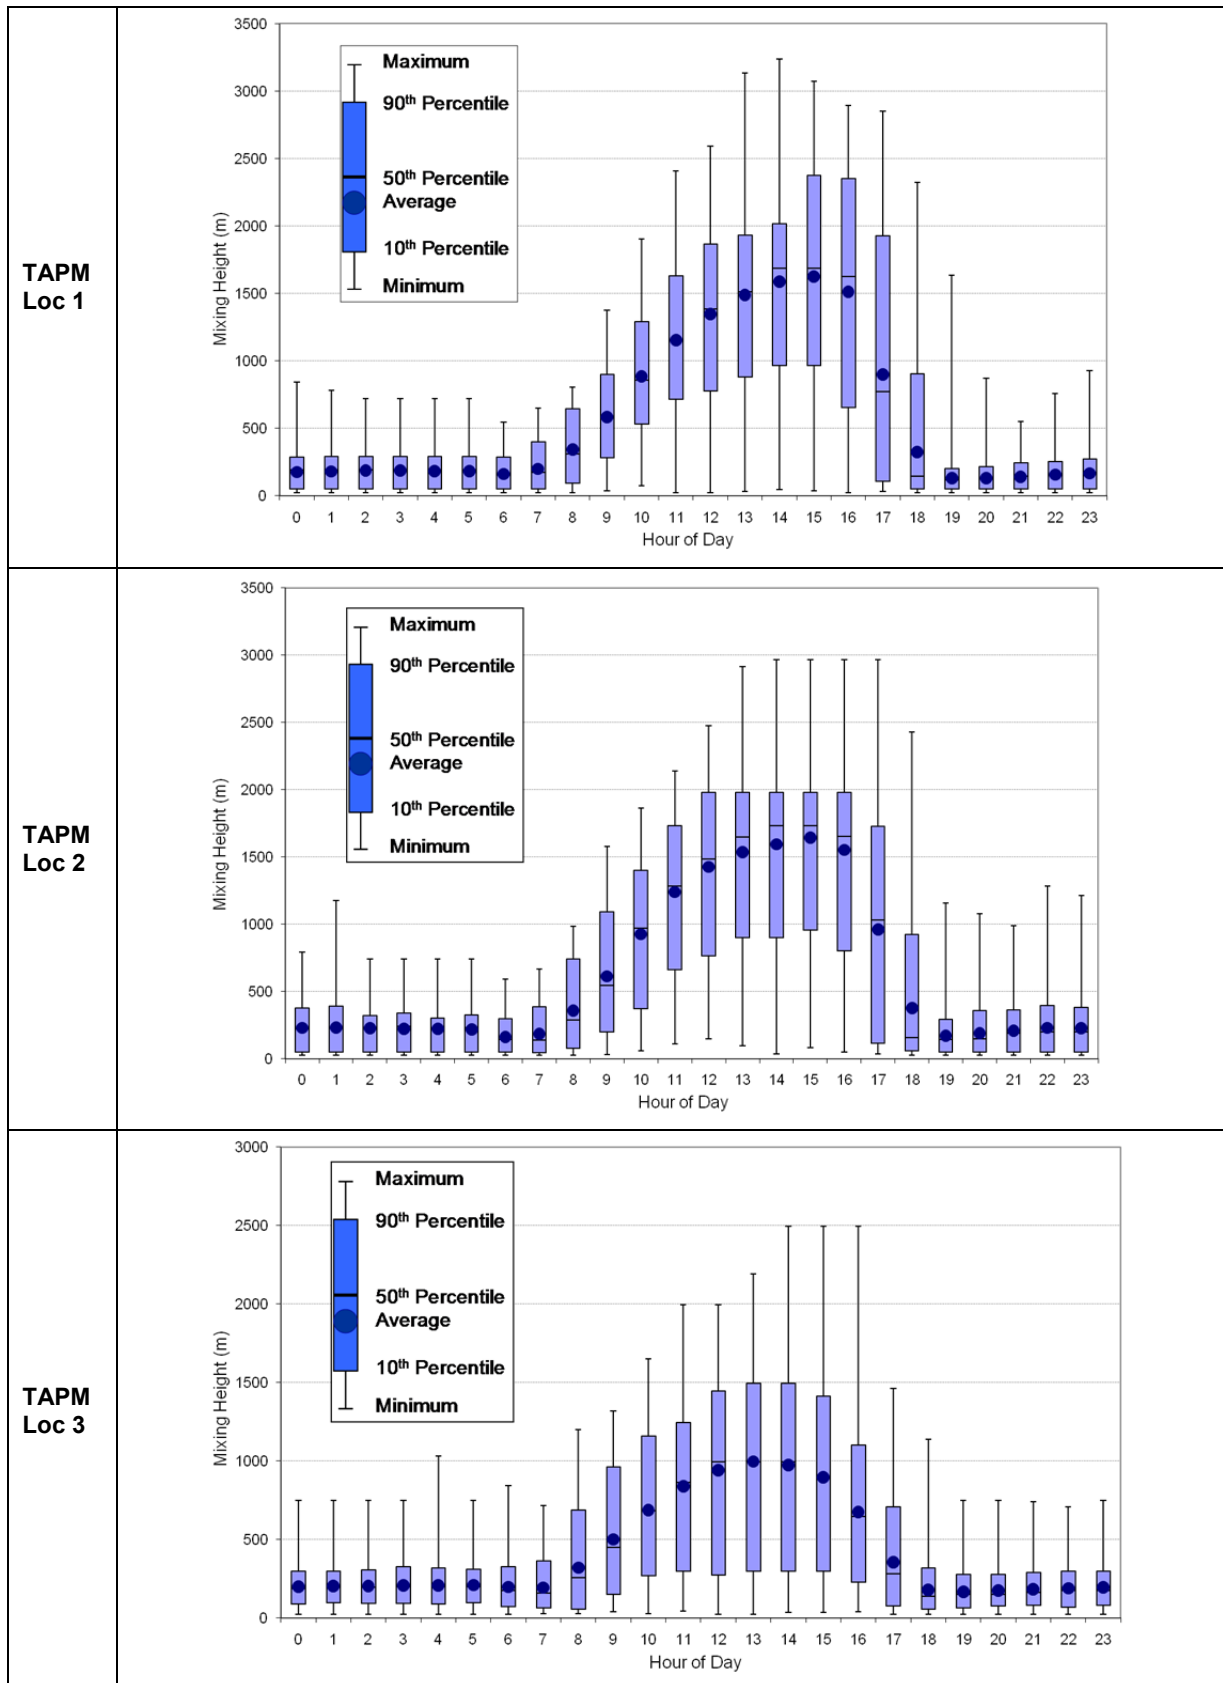 TAPM
Loc 1
3500
3000
2500
2000
1500
1000
500
0
Mixing Height (m)
Maximum
90th Percentile
50th Percentile
Average
10th Percentile
Minimum
0 1 2 3 4 5 6 7 8 9 10 11 12 13 14 15 16 17 18 19 20 21 22 23
Hour of Day
TAPM
Loc 2
3500
3000
2500
2000
1500
1000
500
0
Mixing Height (m)
Maximum
90th Percentile
50th Percentile
Average
10th Percentile
Minimum
0 1 2 3 4 5 6 7 8 9 10 11 12 13 14 15 16 17 18 19 20 21 22 23
Hour of Day
TAPM
Loc 3
3000
2500
2000
1500
1000
500
0
Mixing Height (m)
Maximum
90th Percentile
50th Percentile
Average
10th Percentile
Minimum
0 1 2 3 4 5 6 7 8 9 10 11 12 13 14 15 16 17 18 19 20 21 22 23
Hour of Day